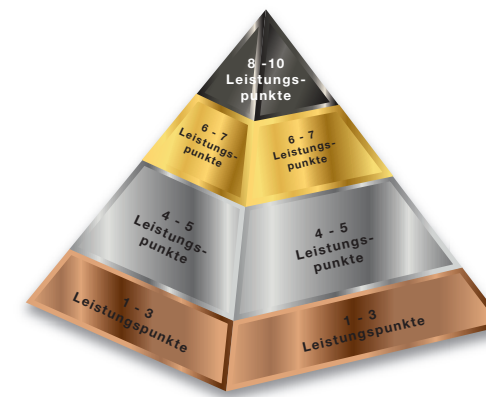 8 -10
Leistungs-
punkte
6 - 7
Leistungs-
punkte
6 - 7
Leistungs-
punkte
4 - 5
Leistungs-
punkte
4 - 5
Leistungs-
punkte
1 - 3
Leistungspunkte
1 - 3
Leistungspunkte